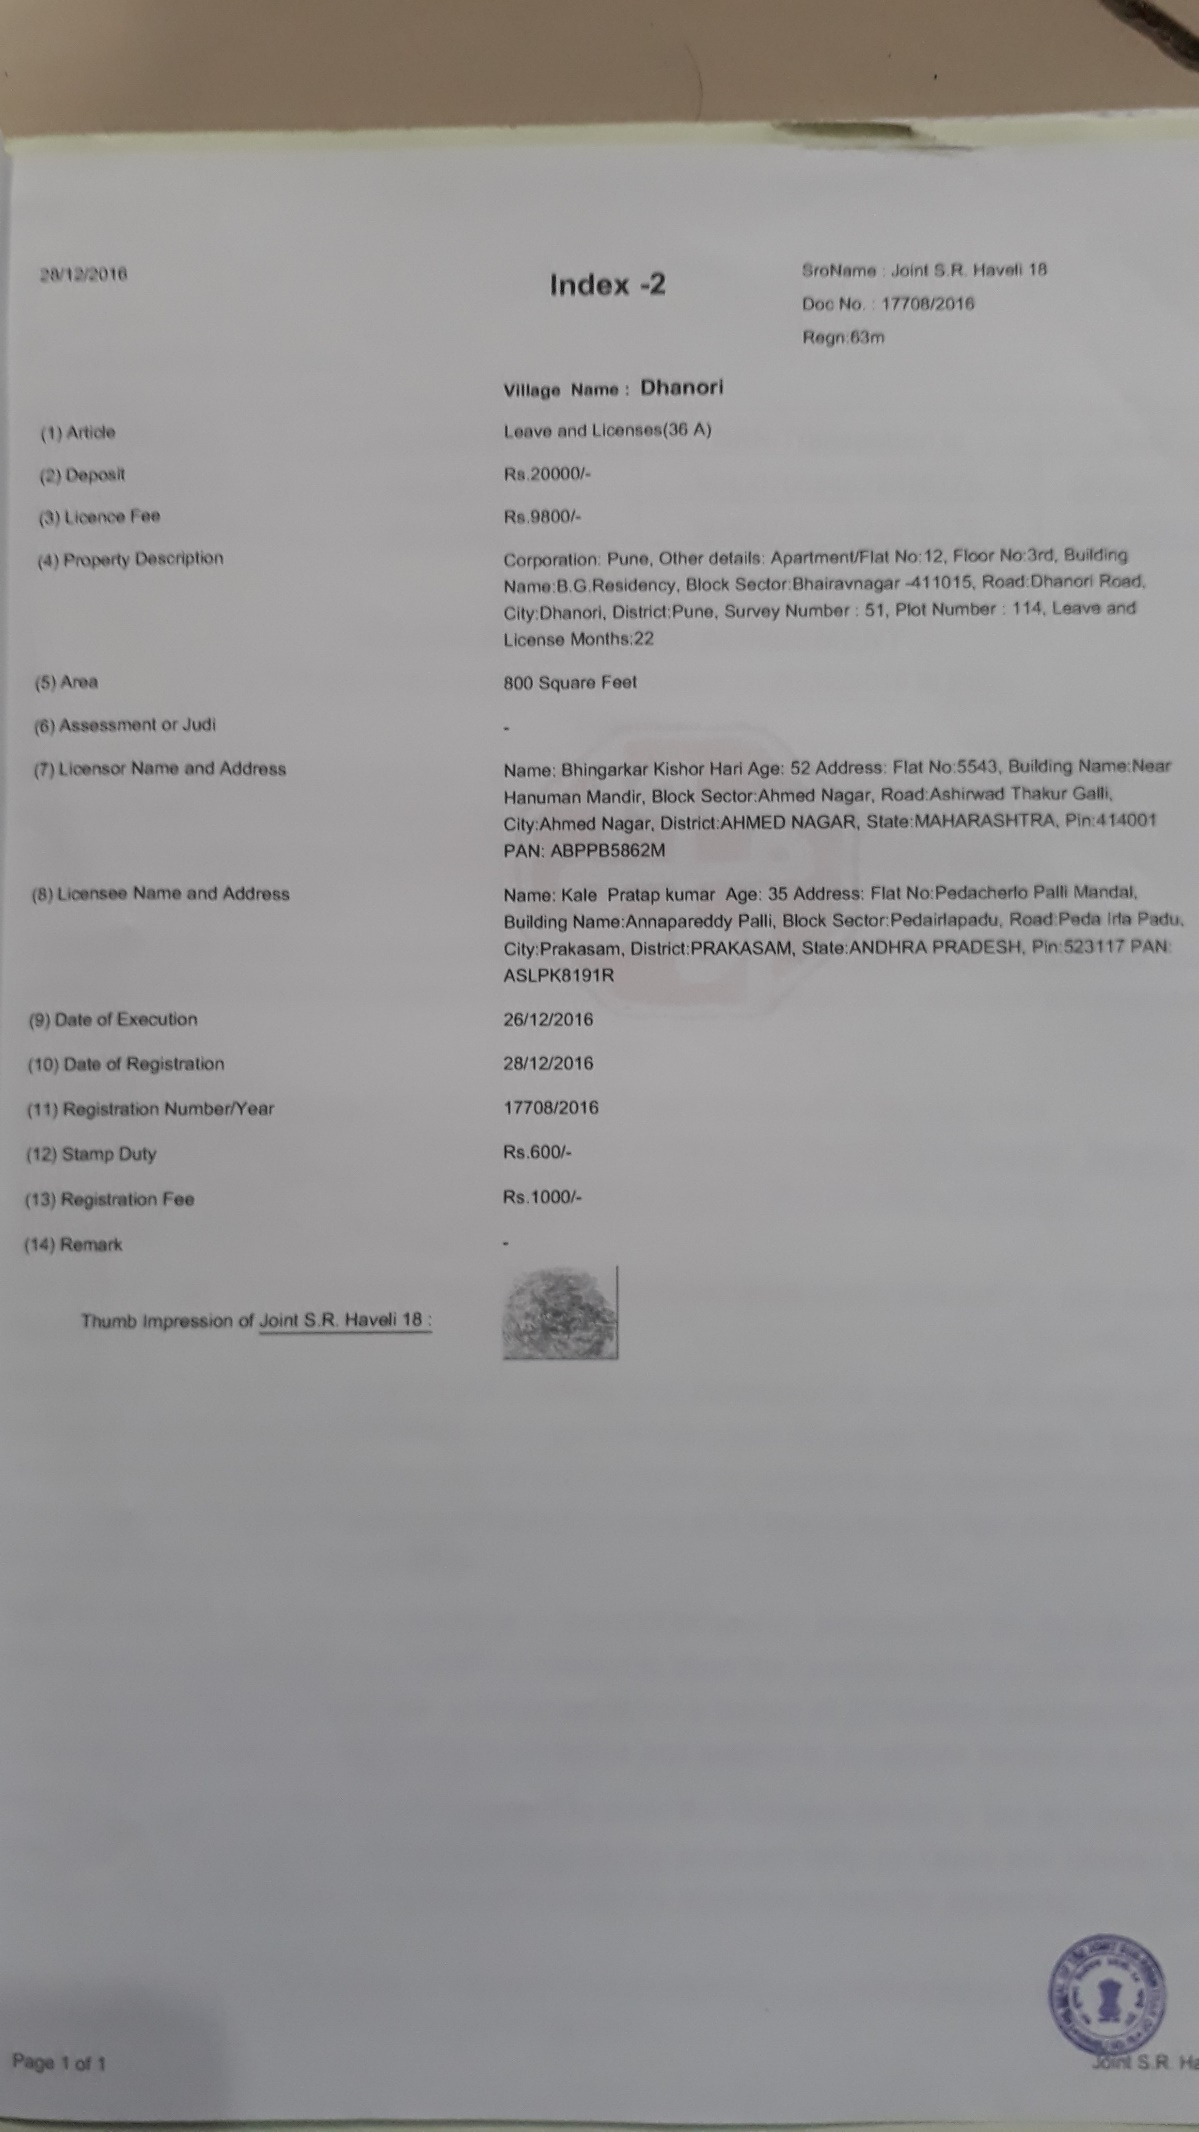 28/12/2016
Index -2
SroName : Joint S.R. Haveli 18
Doc No. : 17708/2016
Regn:63m
Village Name : Dhanori
(1) Article Leave and Licenses(36 A)
(2) Deposit Rs.20000/-
(3) Licence Fee Rs.9800/-
(4) Property Description Corporation: Pune, Other details: Apartment/Flat No:12, Floor No:3rd, Building
Name:B.G.Residency, Block Sector:Bhairavnagar -411015, Road:Dhanori Road,
City:Dhanori, District:Pune, Survey Number : 51, Plot Number : 114, Leave and
License Months:22
(5) Area 800 Square Feet
(6) Assessment or Judi -
(7) Licensor Name and Address Name: Bhingarkar Kishor Hari Age: 52 Address: Flat No:5543, Building Name:Near
Hanuman Mandir, Block Sector:Ahmed Nagar, Road:Ashirwad Thakur Galli,
City:Ahmed Nagar, District:AHMED NAGAR, State:MAHARASHTRA, Pin:414001
PAN: ABPPB5862M
(8) Licensee Name and Address Name: Kale Pratap kumar Age: 35 Address: Flat No:Pedacherlo Palli Mandal,
Building Name:Annapareddy Palli, Block Sector:Pedairlapadu, Road:Peda Irla Padu,
City:Prakasam, District:PRAKASAM, State:ANDHRA PRADESH, Pin:523117 PAN:
ASLPK8191R
(9) Date of Execution 26/12/2016
(10) Date of Registration 28/12/2016
(11) Registration Number/Year 17708/2016
(12) Stamp Duty Rs.600/-
(13) Registration Fee Rs.1000/-
(14) Remark -
Thumb Impression of Joint S.R. Haveli 18 :
Page 1 of 1
Joint S.R. Ha